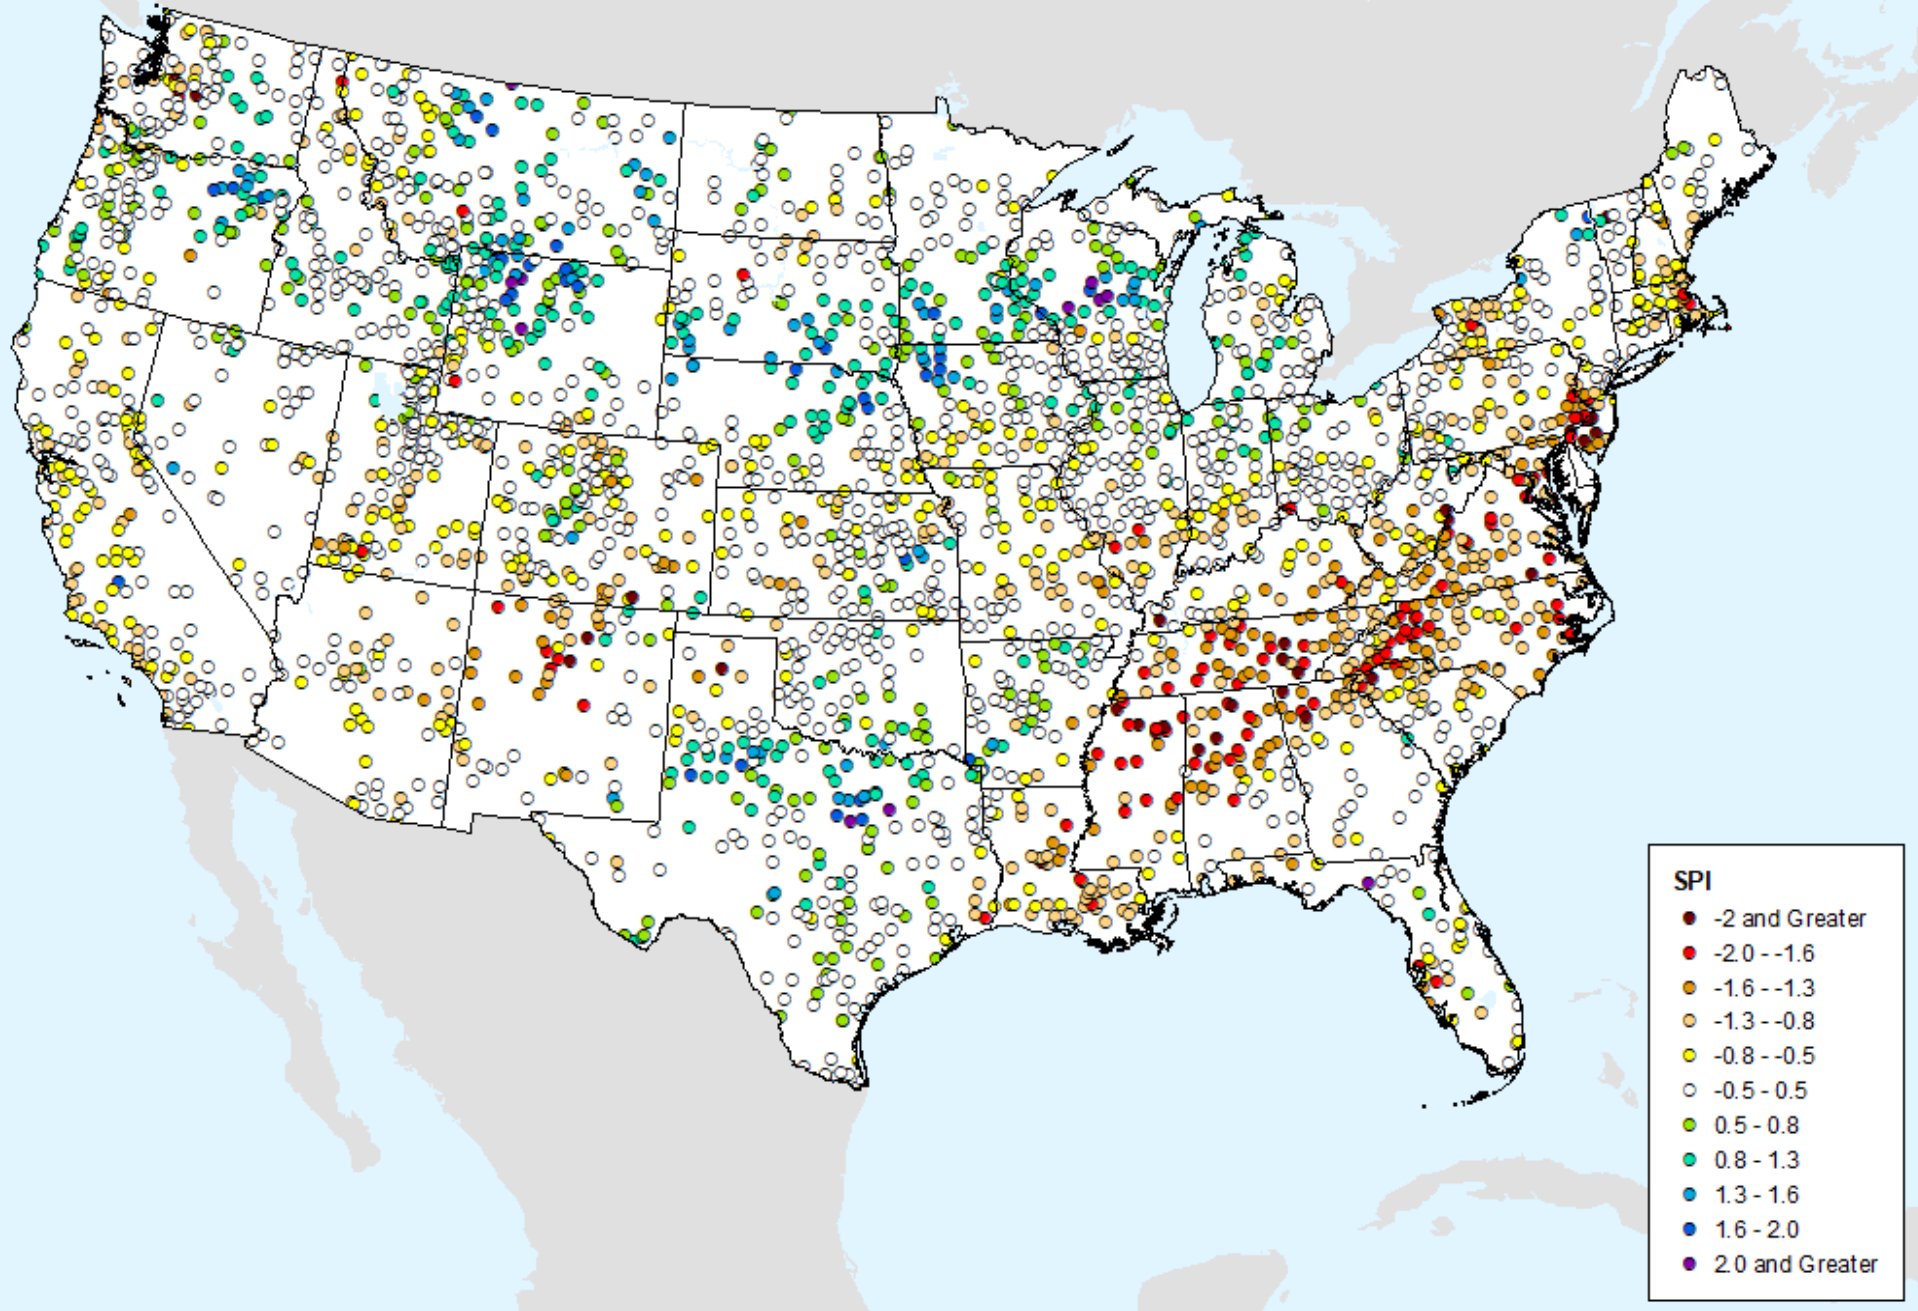 SPI
-2 and Greater
-2.0 - -1.6
-1.6 - -1.3
-1.3 - -0.8
-0.8 - -0.5
-0.5 - 0.5
0.5 - 0.8
0.8 - 1.3
1.3 - 1.6
1.6 - 2.0
2.0 and Greater